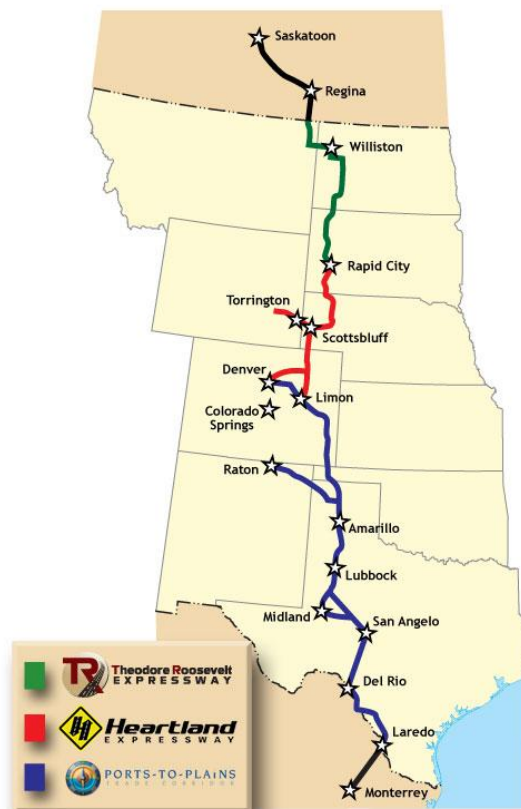 Saskatoon
Regina
Williston
Rapid City
Torrington
Scottsbluff
Denver
Limon
Colorado
Springs
Raton
Amarillo
Lubbock
Midland
San Angelo
Del Rio
Laredo
Monterrey
TR Theodore Roosevelt
EXPRESSWAY
H Heartland
EXPRESSWAY
PORTS-TO-PLAINS
TRADE CORRIDOR